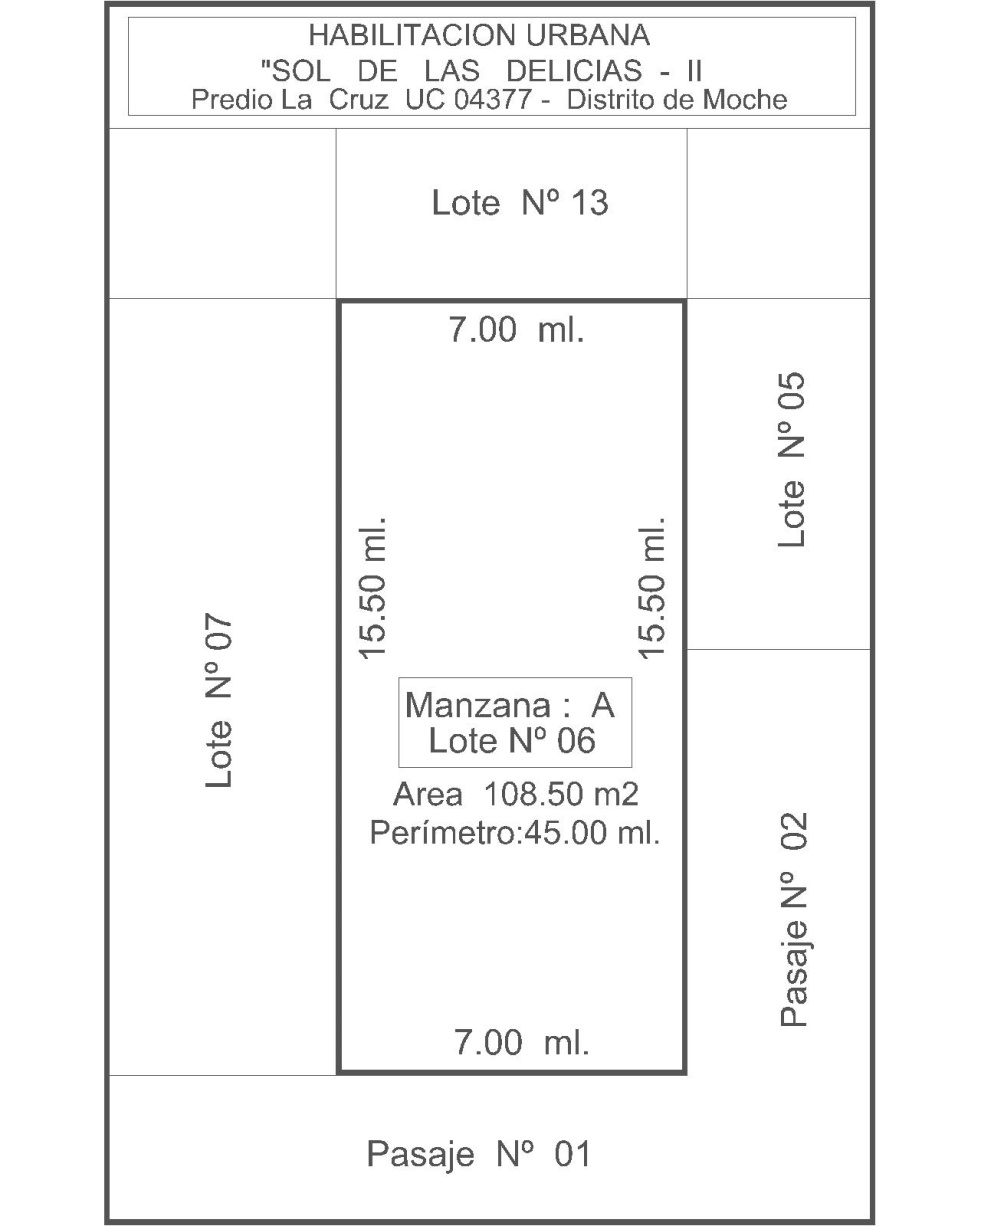 HABILITACION URBANA
"SOL DE LAS DELICIAS - II
Predio La Cruz UC 04377 - Distrito de Moche
Lote Nº 13
7.00 ml.
Lote Nº 05
15.50 ml.
15.50 ml.
Lote Nº 07
Manzana : A
Lote Nº 06
Area 108.50 m2
Perímetro:45.00 ml.
Pasaje Nº 02
7.00 ml.
Pasaje Nº 01